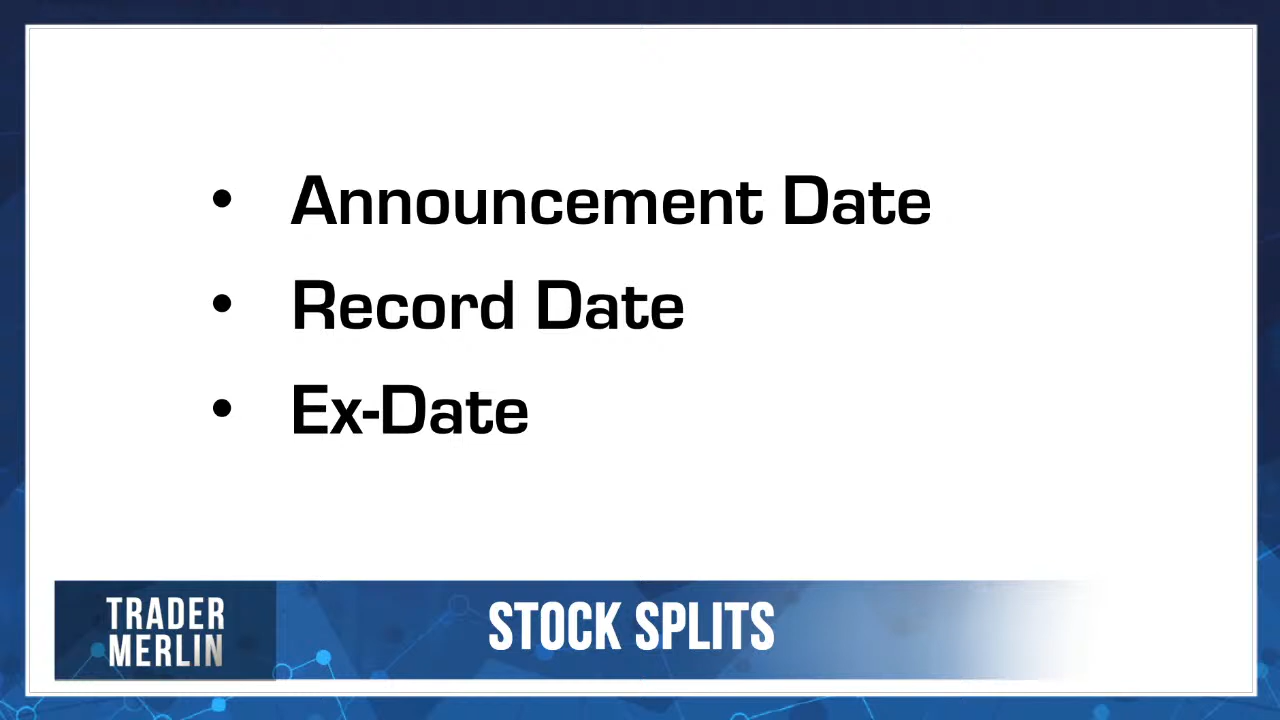 • Announcement Date
• Record Date
• Ex-Date
TRADER
MERLIN
STOCK SPLITS